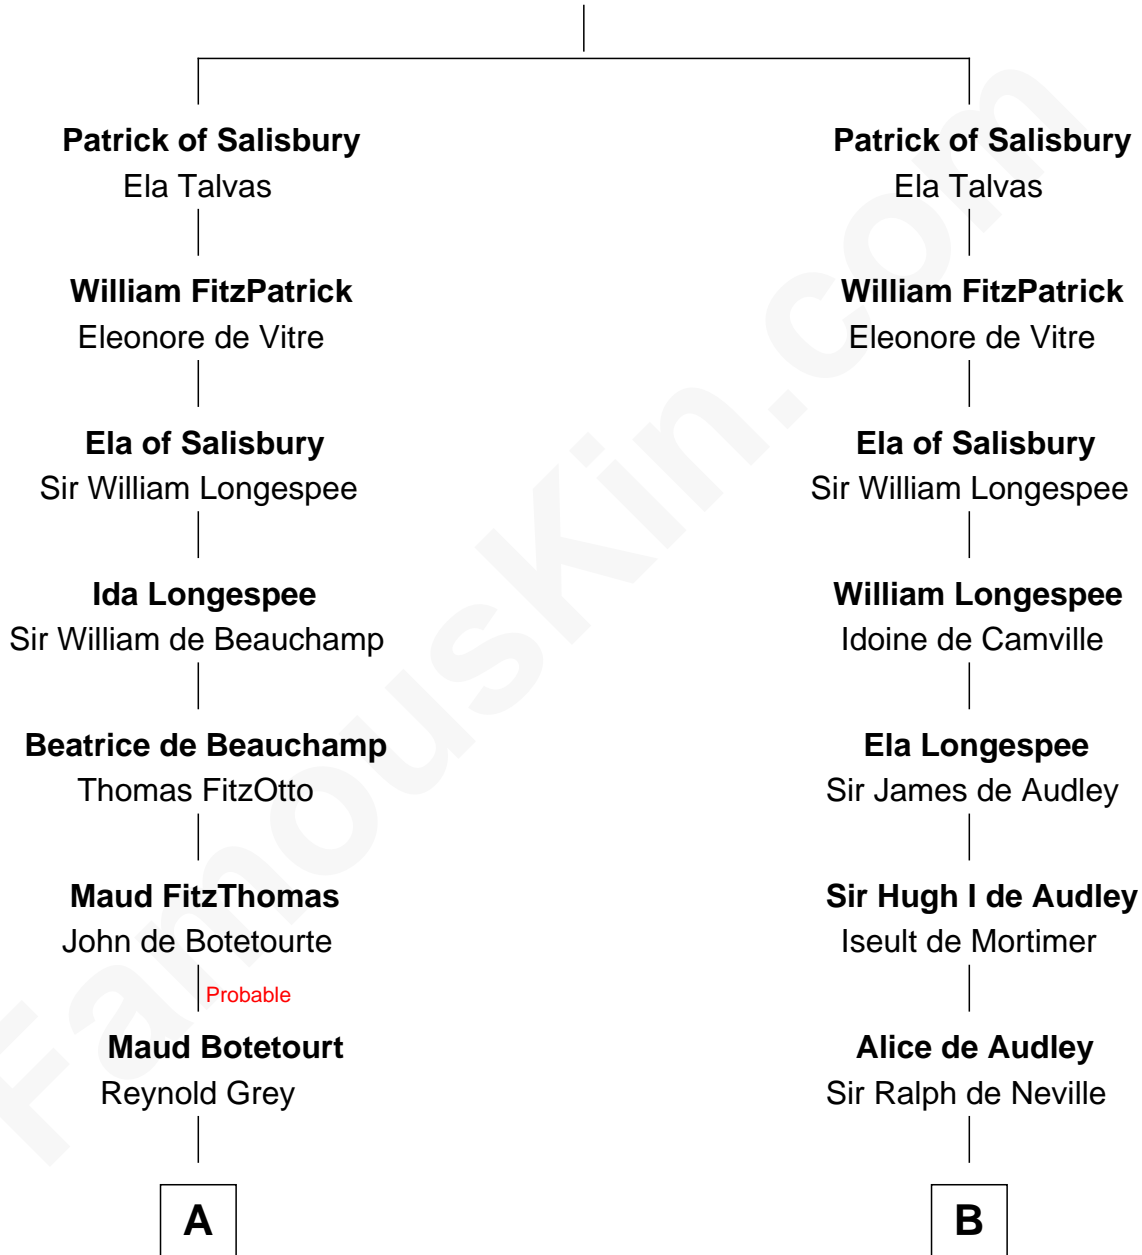 Patrick of Salisbury
Ela Talvas
William FitzPatrick
Eleonore de Vitre
Ela of Salisbury
Sir William Longespee
Ida Longespee
Sir William de Beauchamp
Beatrice de Beauchamp
Thomas FitzOtto
Maud FitzThomas
John de Botetourte
Probable
Maud Botetourt
Reynold Grey
A
Patrick of Salisbury
Ela Talvas
William FitzPatrick
Eleonore de Vitre
Ela of Salisbury
Sir William Longespee
William Longespee
Idoine de Camville
Ela Longespee
Sir James de Audley
Sir Hugh I de Audley
Iseult de Mortimer
Alice de Audley
Sir Ralph de Neville
B
FamousKin.com